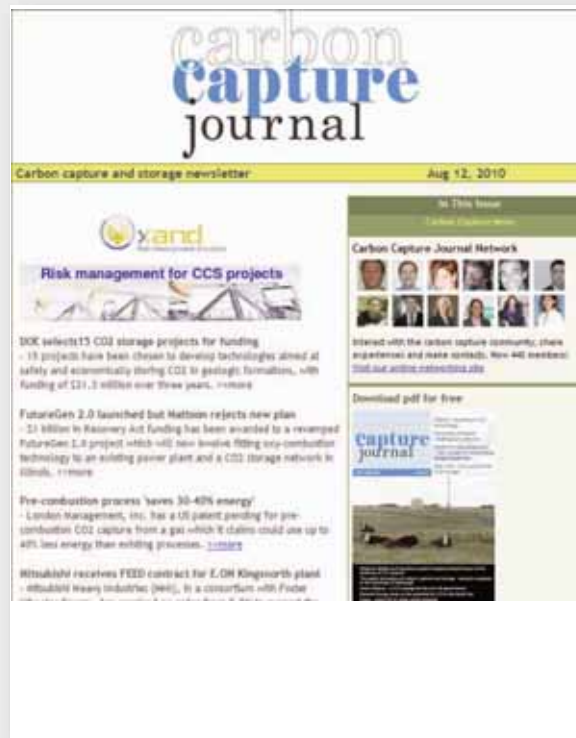 carbon
capture
journal
Carbon capture and storage newsletter
Aug 12, 2010
xand
Risk management for CCS projects
DOE selects15 CO2 storage projects for funding
- 15 projects have been chosen to develop technologies aimed at
safely and economically storing CO2 in geologic formations, with
funding of $21.3 million over three years. >>more
FutureGen 2.0 launched but Mattoon rejects new plan
- $1 billion in Recovery Act funding has been awarded to a revamped
FutureGen 2.0 project which will now involve fitting oxy-combustion
technology to an existing power plant and a CO2 storage network in
Illinois. >>more
Pre-combustion process 'saves 30-40% energy'
- London Management, Inc. has a US patent pending for pre-
combustion CO2 capture from a gas which it claims could use up to
40% less energy than existing processes. >>more
Mitsubishi receives FEED contract for E.ON Kingsnorth plant
- Mitsubishi Heavy Industries (MHI), in a consortium with Foster
In This Issue
Carbon Capture News
Carbon Capture Journal Network
Interact with the carbon capture community, share
experiences and make contacts. Now 440 members!
Visit our online networking site
Download pdf for free
capture
journal